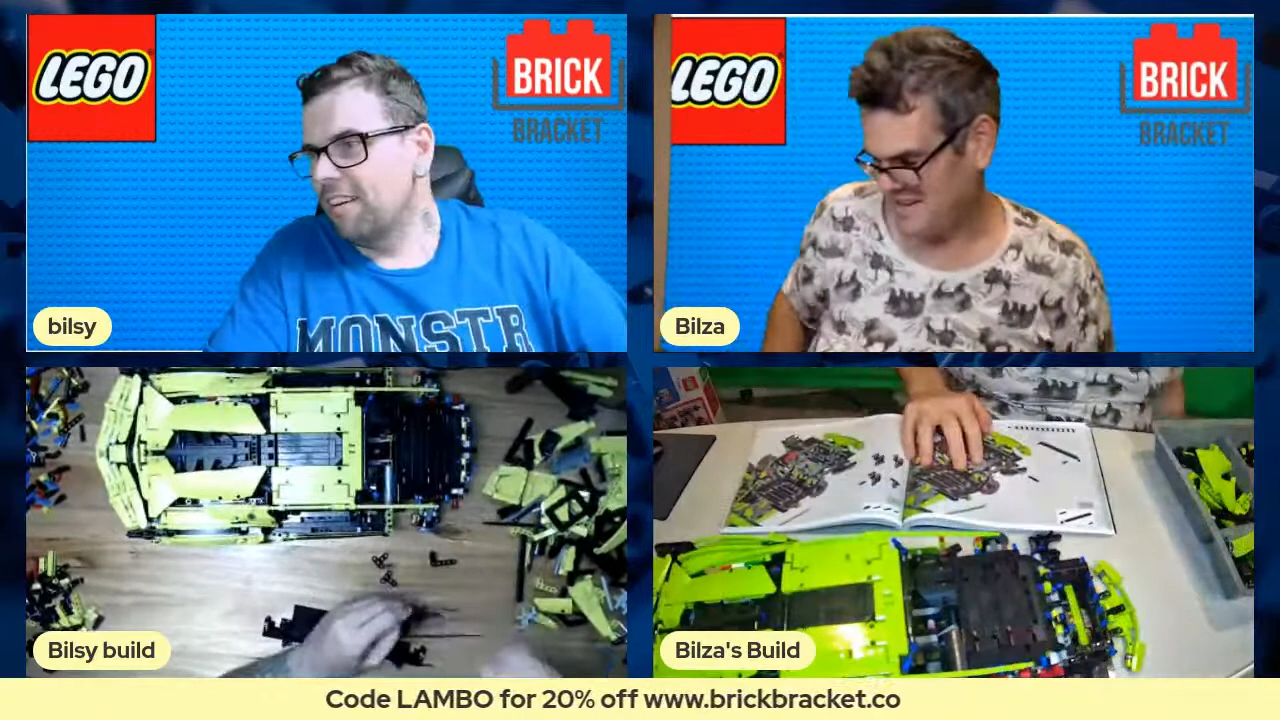 LEGO
BRICK
BRACKET
LEGO
BRICK
BRACKET
MONSTR
bilsy
Bilza
Bilsy build
Bilza's Build
Code LAMBO for 20% off www.brickbracket.co